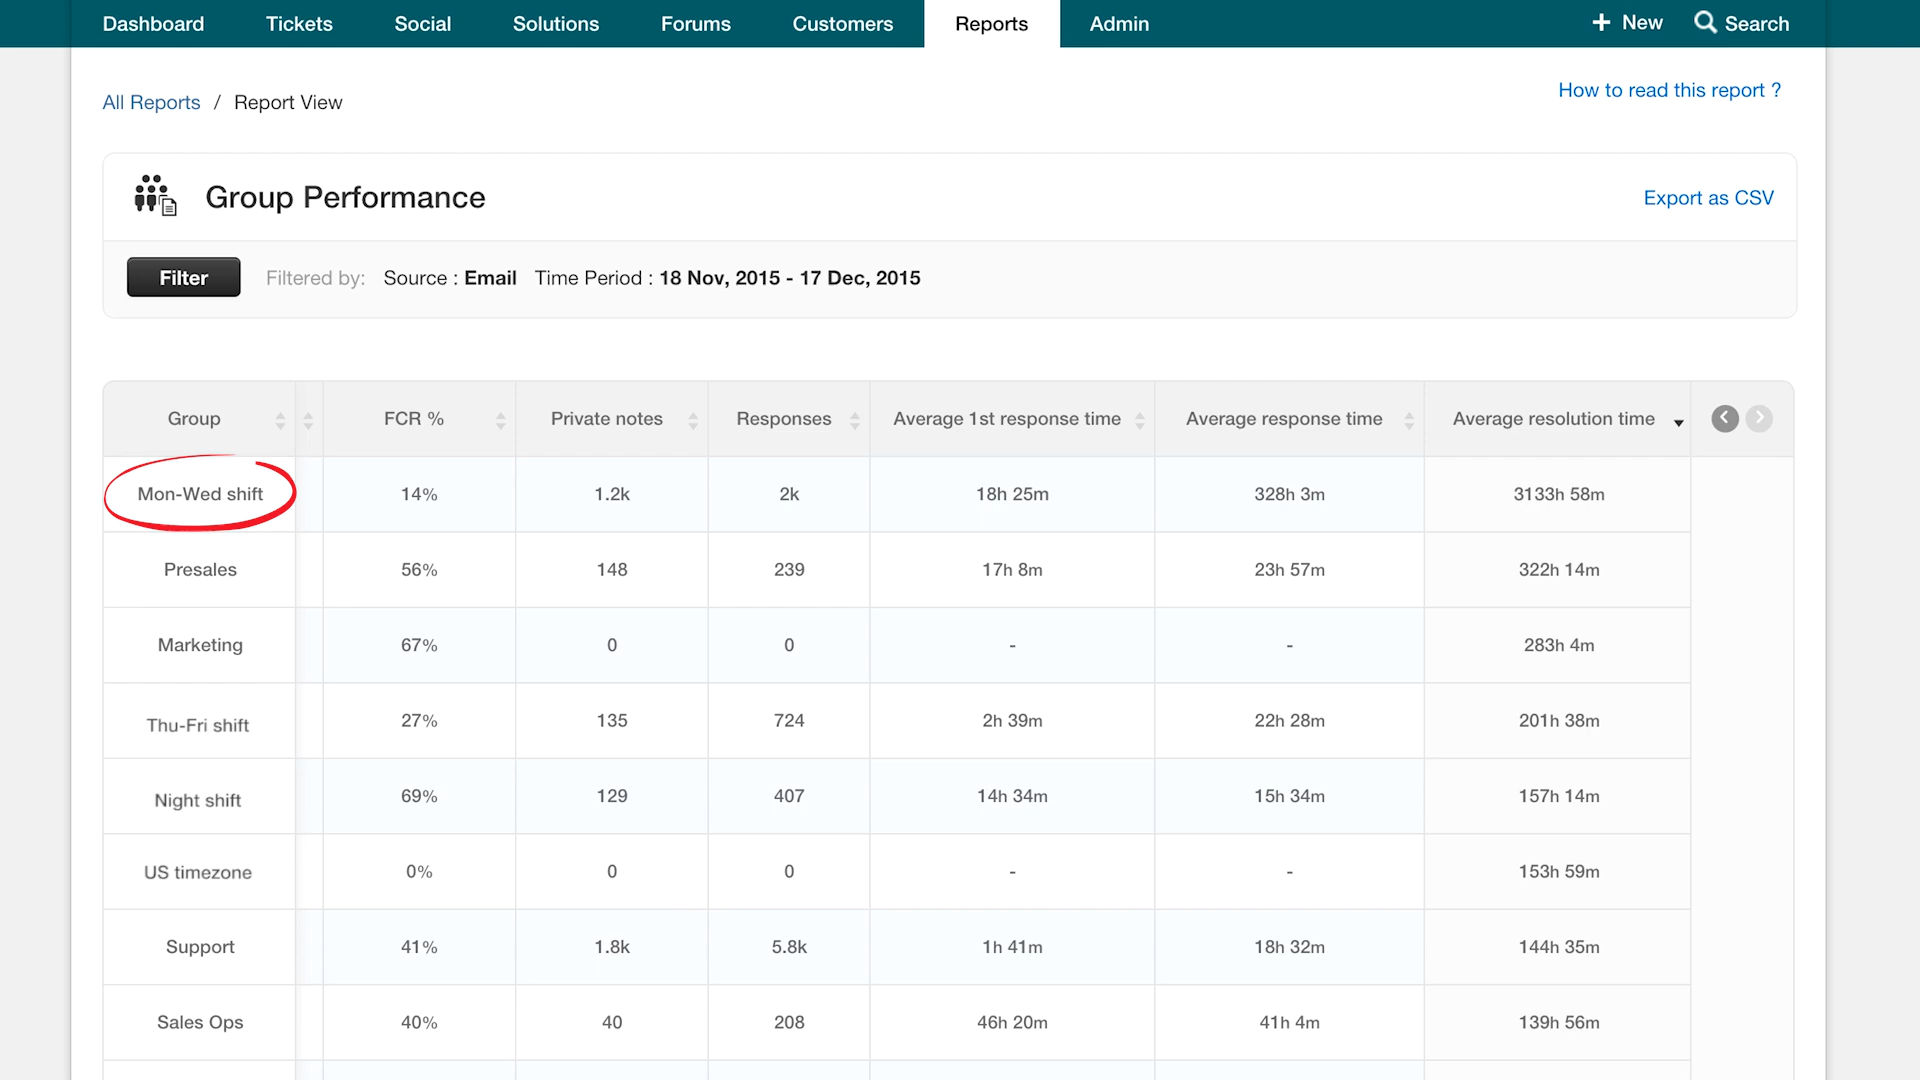 Dashboard Tickets Social Solutions Forums Customers Reports Admin + New Search
How to read this report ?
All Reports / Report View
Group Performance Export as CSV
Filter Filtered by: Source : Email Time Period : 18 Nov, 2015 - 17 Dec, 2015
Group FCR % Private notes Responses Average 1st response time Average response time Average resolution time
Mon-Wed shift 14% 1.2k 2k 18h 25m 328h 3m 3133h 58m
Presales 56% 148 239 17h 8m 23h 57m 322h 14m
Marketing 67% 0 0 - - 283h 4m
Thu-Fri shift 27% 135 724 2h 39m 22h 28m 201h 38m
Night shift 69% 129 407 14h 34m 15h 34m 157h 14m
US timezone 0% 0 0 - - 153h 59m
Support 41% 1.8k 5.8k 1h 41m 18h 32m 144h 35m
Sales Ops 40% 40 208 46h 20m 41h 4m 139h 56m